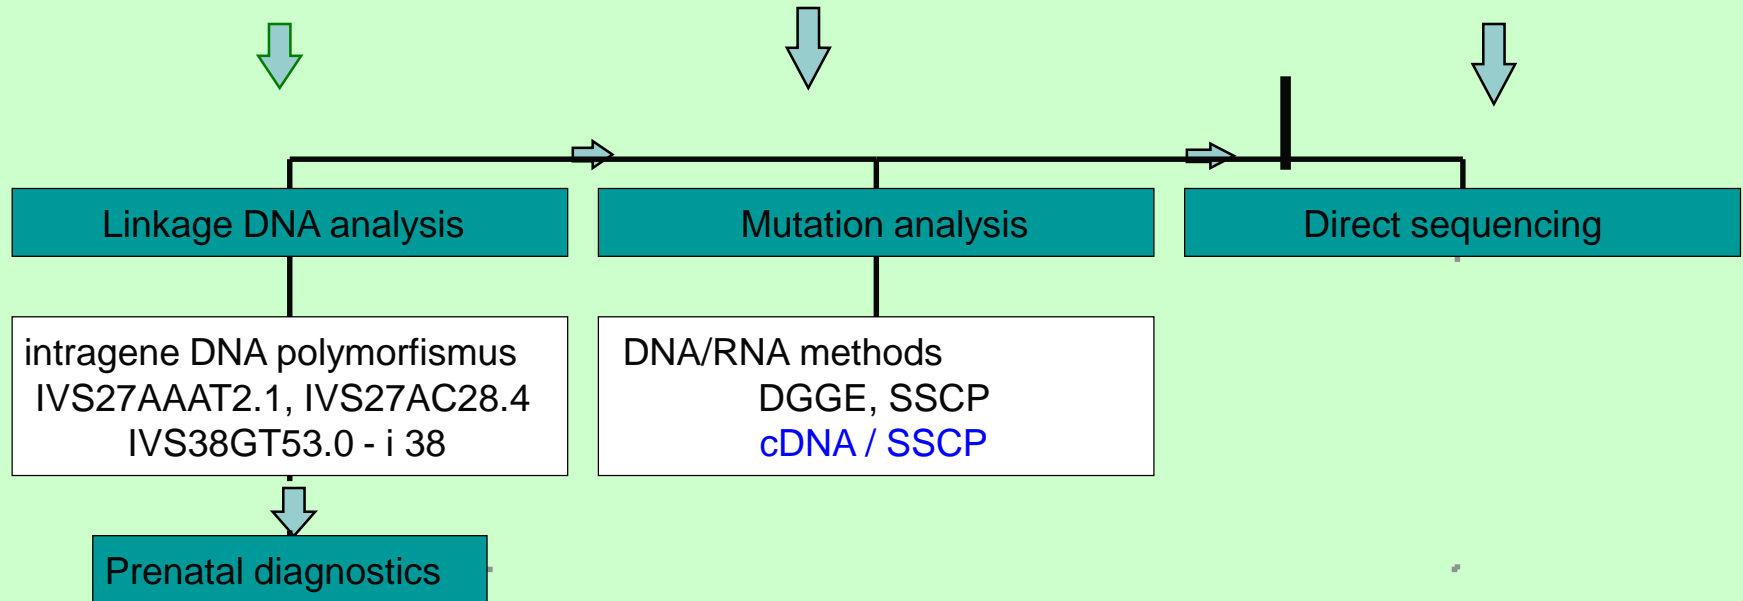 Linkage DNA analysis
Mutation analysis
Direct sequencing
intragene DNA polymorfismus
IVS27AAAT2.1, IVS27AC28.4
IVS38GT53.0 - i 38
DNA/RNA methods
DGGE, SSCP
cDNA / SSCP
Prenatal diagnostics